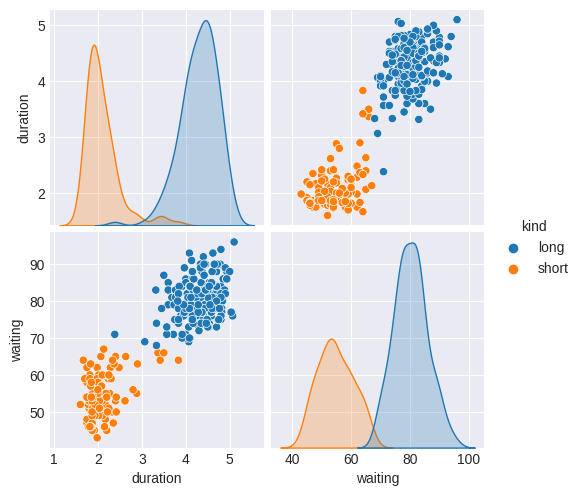 5
4
3
2
duration
90
80
70
60
50
waiting
1 2 3 4 5
duration
40 60 80 100
waiting
kind
long
short